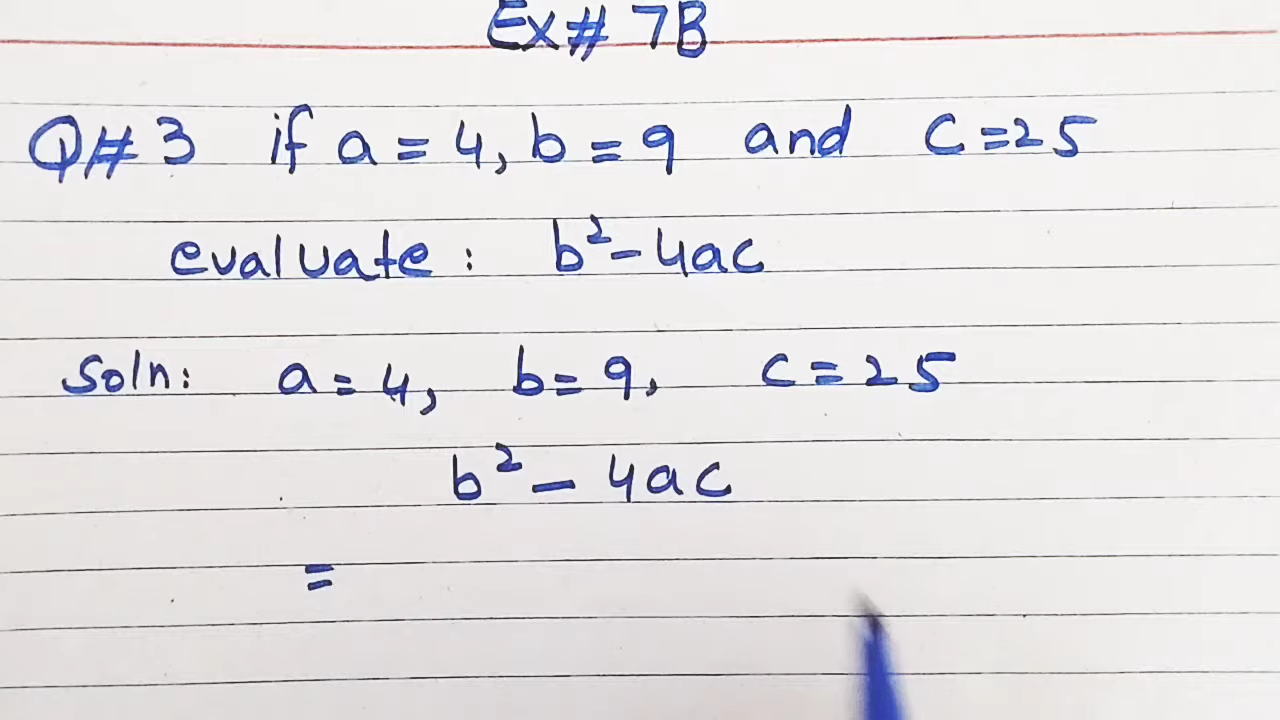 Ex# 7B
Q#3 if a=4, b=9 and C=25
evaluate: b²-4ac
Soln: a=4, b=9, c=25
b²-4ac
=